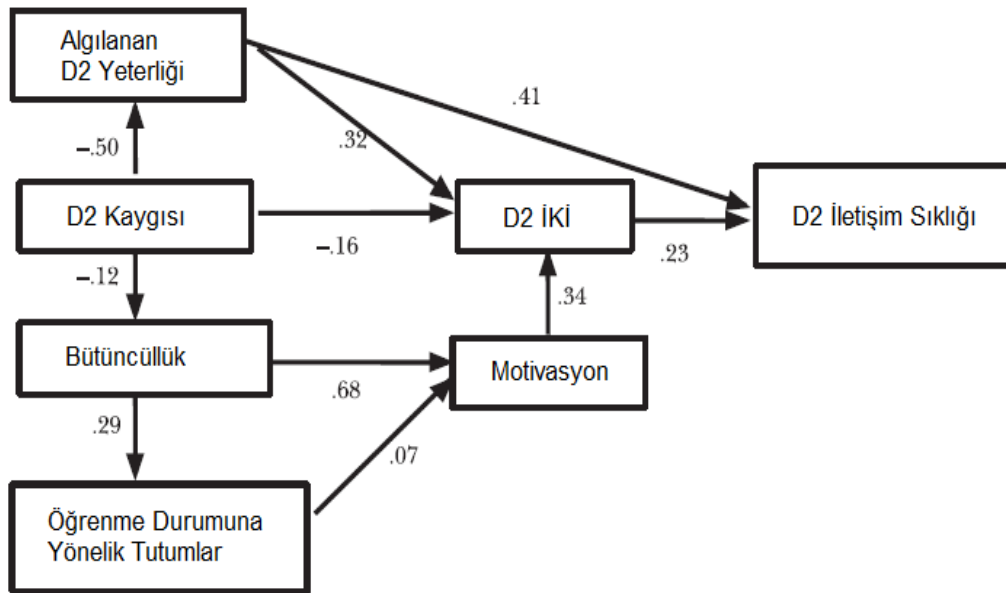 Algılanan
D2 Yeterliği
.41
.32
–.50
D2 Kaygısı
D2 İKİ
D2 İletişim Sıklığı
–.16
.23
–.12
.34
Bütüncüllük
Motivasyon
.68
.29
.07
Öğrenme Durumuna
Yönelik Tutumlar